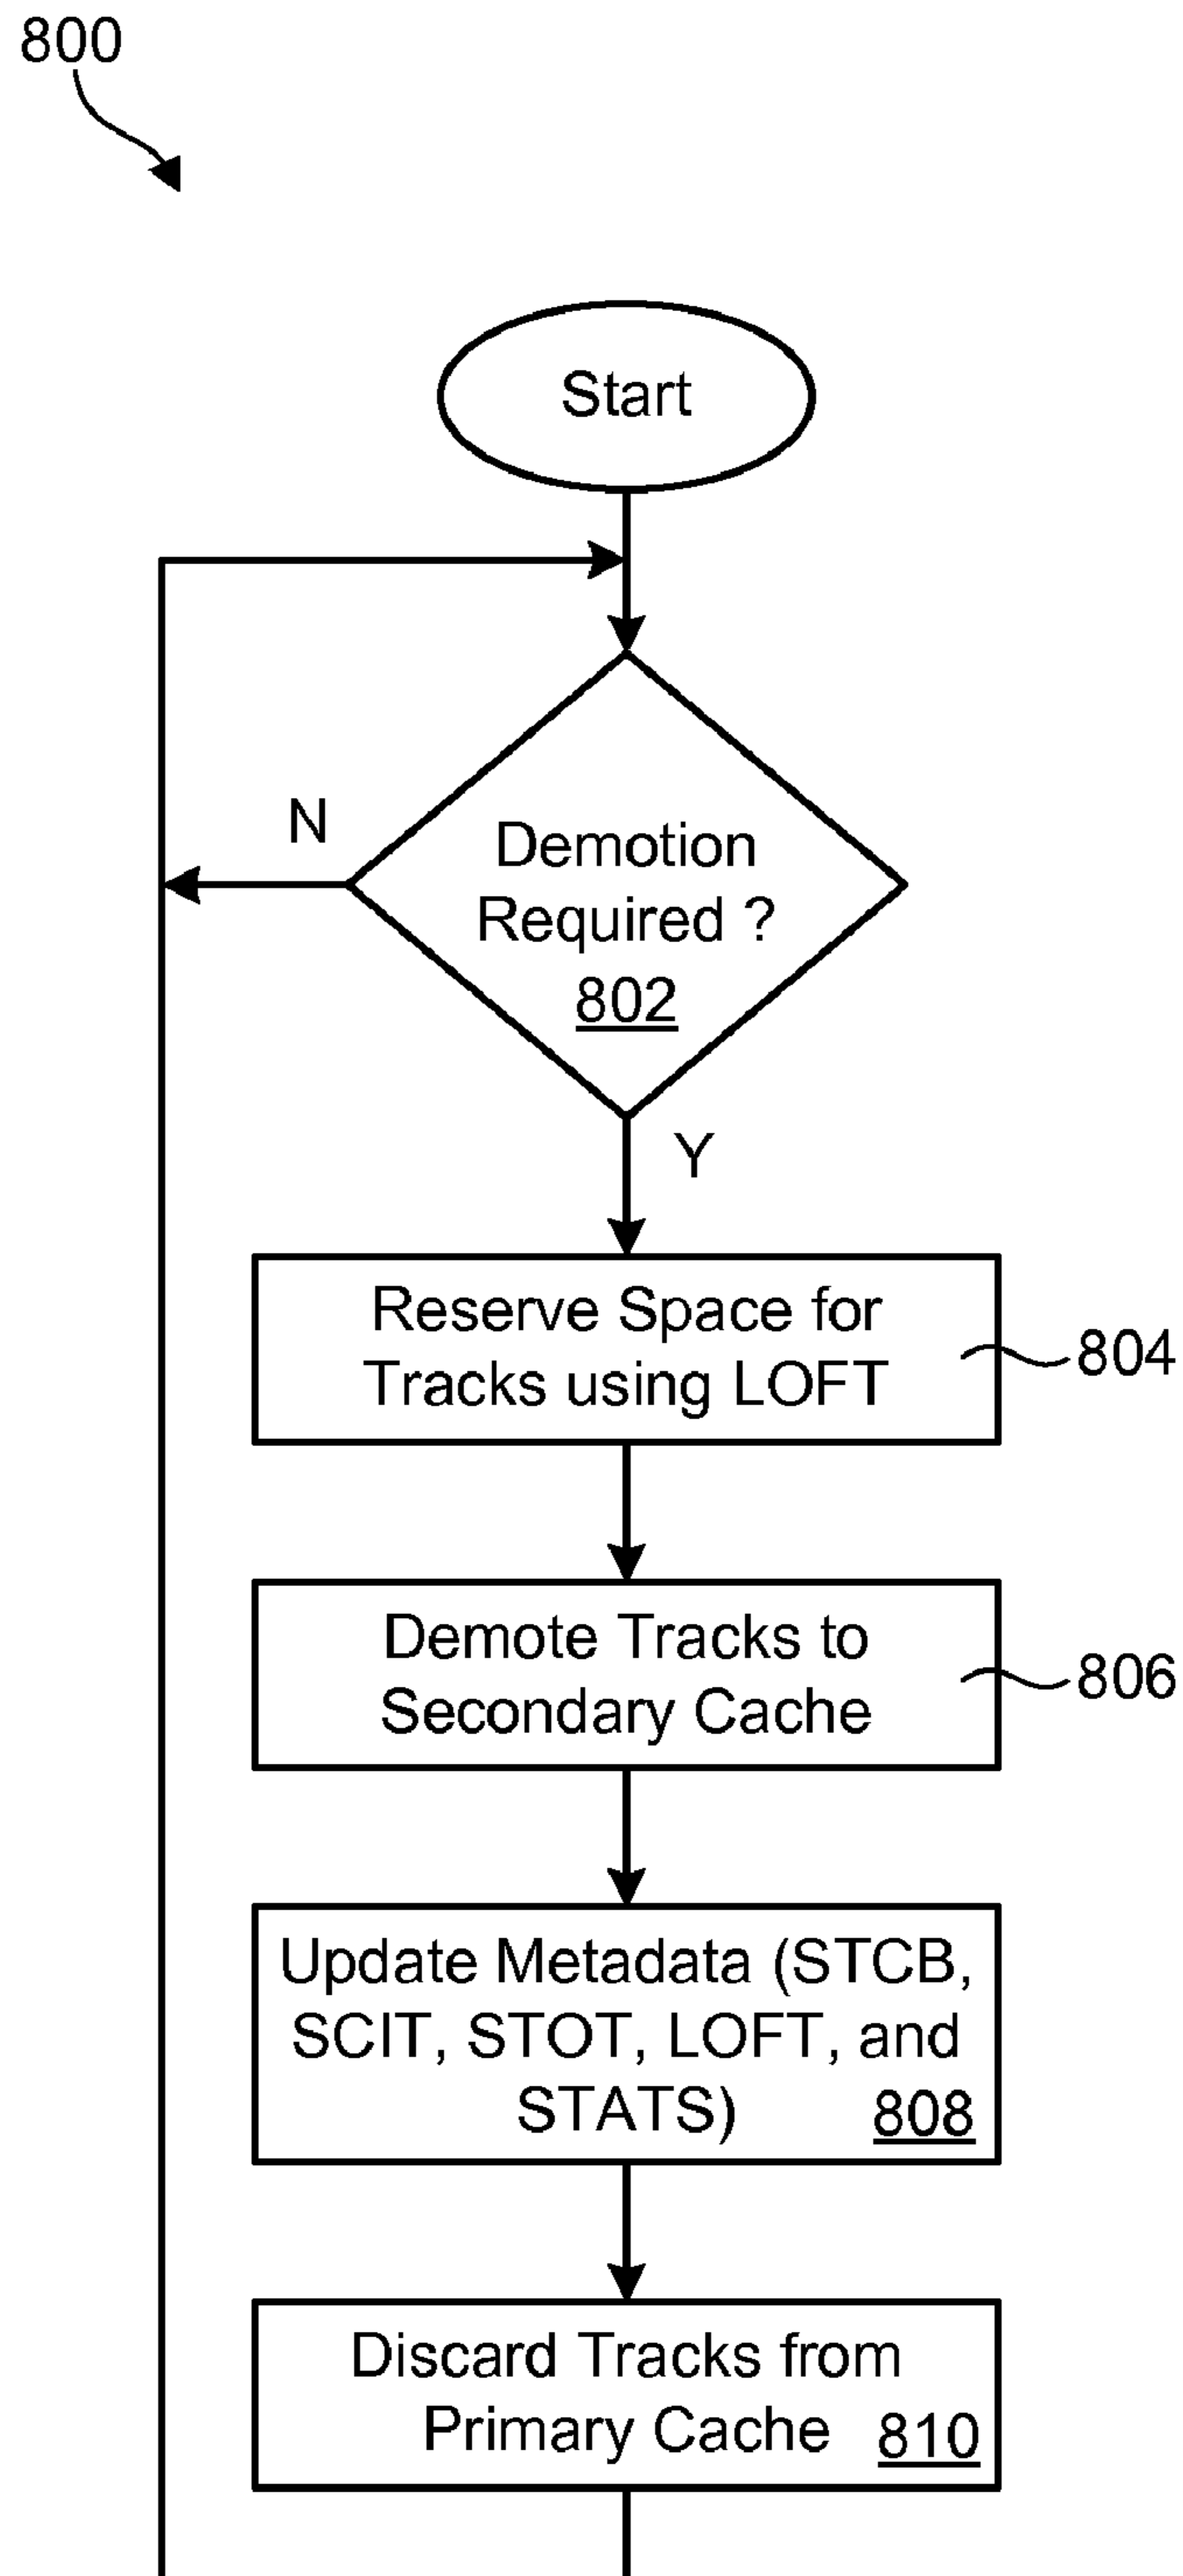 800
Start
N
Demotion
Required ?
802
Y
Reserve Space for
Tracks using LOFT
804
Demote Tracks to
Secondary Cache
806
Update Metadata (STCB,
SCIT, STOT, LOFT, and
STATS)
808
Discard Tracks from
Primary Cache
810